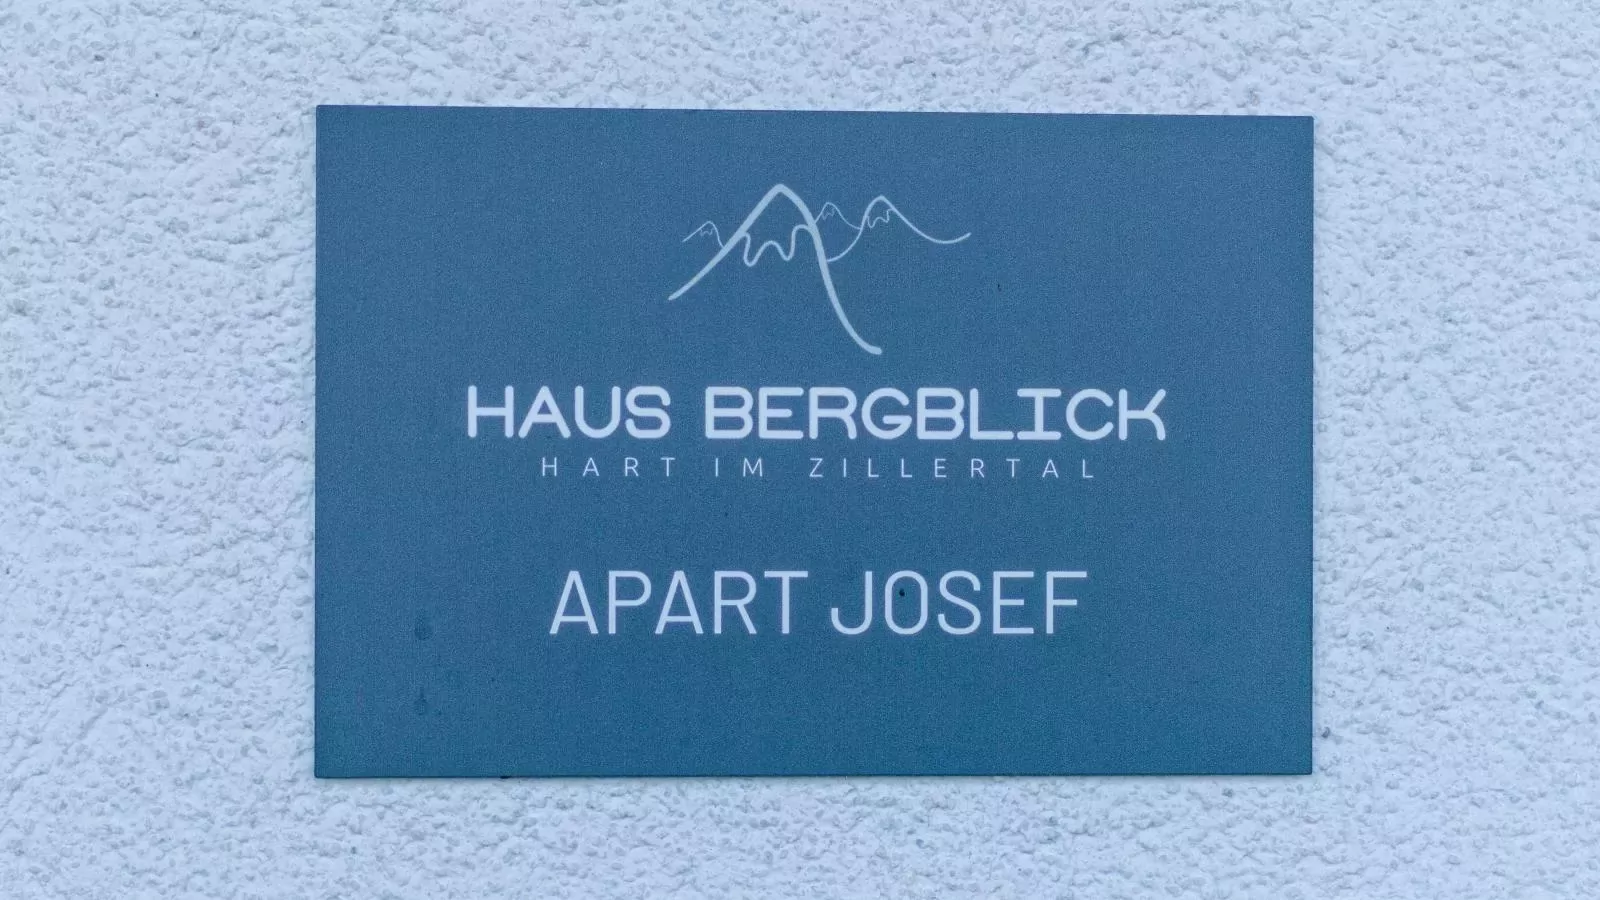 HAUS BERGBLICK
HART IM ZILLERTAL
APART JOSEF